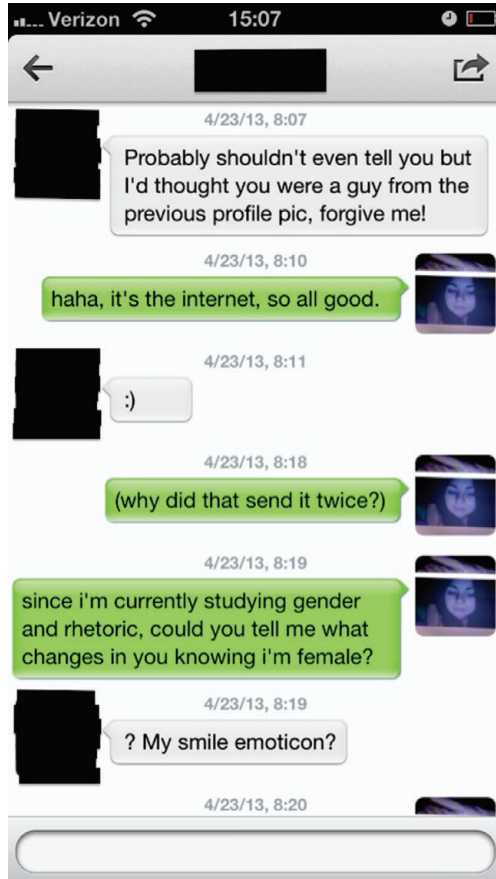 Verizon 15:07
4/23/13, 8:07
Probably shouldn't even tell you but
I'd thought you were a guy from the
previous profile pic, forgive me!
4/23/13, 8:10
haha, it's the internet, so all good.
4/23/13, 8:11
:)
4/23/13, 8:18
(why did that send it twice?)
4/23/13, 8:19
since i'm currently studying gender
and rhetoric, could you tell me what
changes in you knowing i'm female?
4/23/13, 8:19
? My smile emoticon?
4/23/13, 8:20